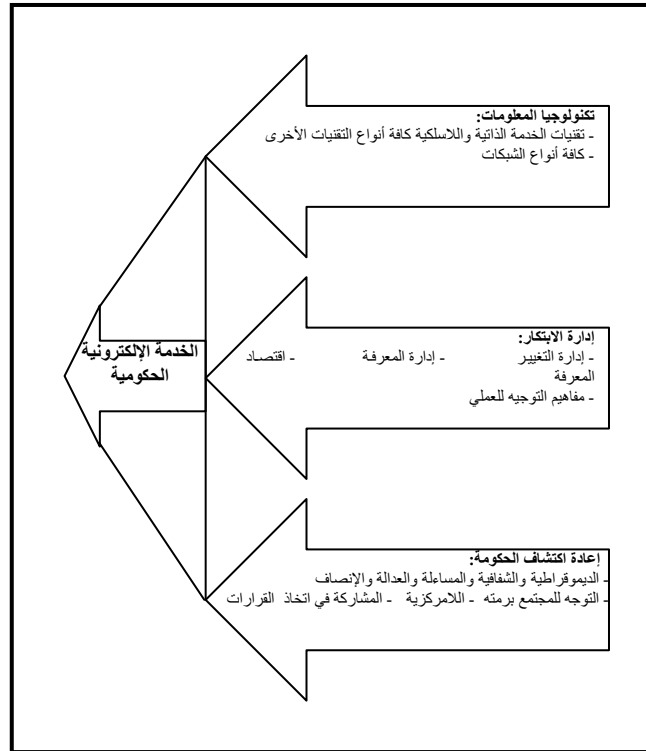 تكنولوجيا المعلومات:
- تقنيات الخدمة الذاتية واللاسلكية كافة أنواع التقنيات الأخرى
- كافة أنواع الشبكات
إدارة الابتكار:
- إدارة التغيير - إدارة المعرفة - اقتصاد
المعرفة
- مفاهيم التوجيه للعملي
الخدمة الإلكترونية
الحكومية
إعادة اكتشاف الحكومة:
- الديموقراطية والشفافية والمساءلة والعدالة والإنصاف
- التوجه للمجتمع برمته - اللامركزية - المشاركة في اتخاذ القرارات